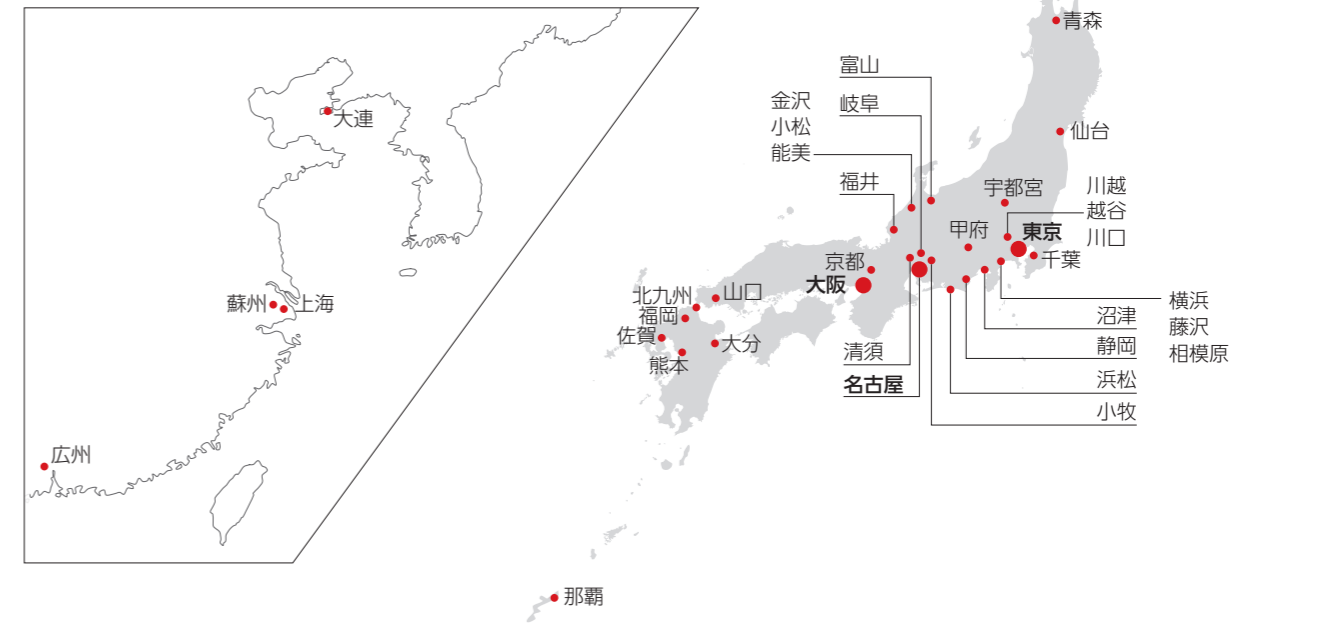 大連
蘇州
上海
広州
青森
仙台
富山
岐阜
金沢
小松
能美
福井
宇都宮
川越
越谷
川口
甲府
東京
千葉
京都
大阪
北九州
山口
福岡
佐賀
大分
熊本
清須
名古屋
横浜
藤沢
相模原
沼津
静岡
浜松
小牧
那覇